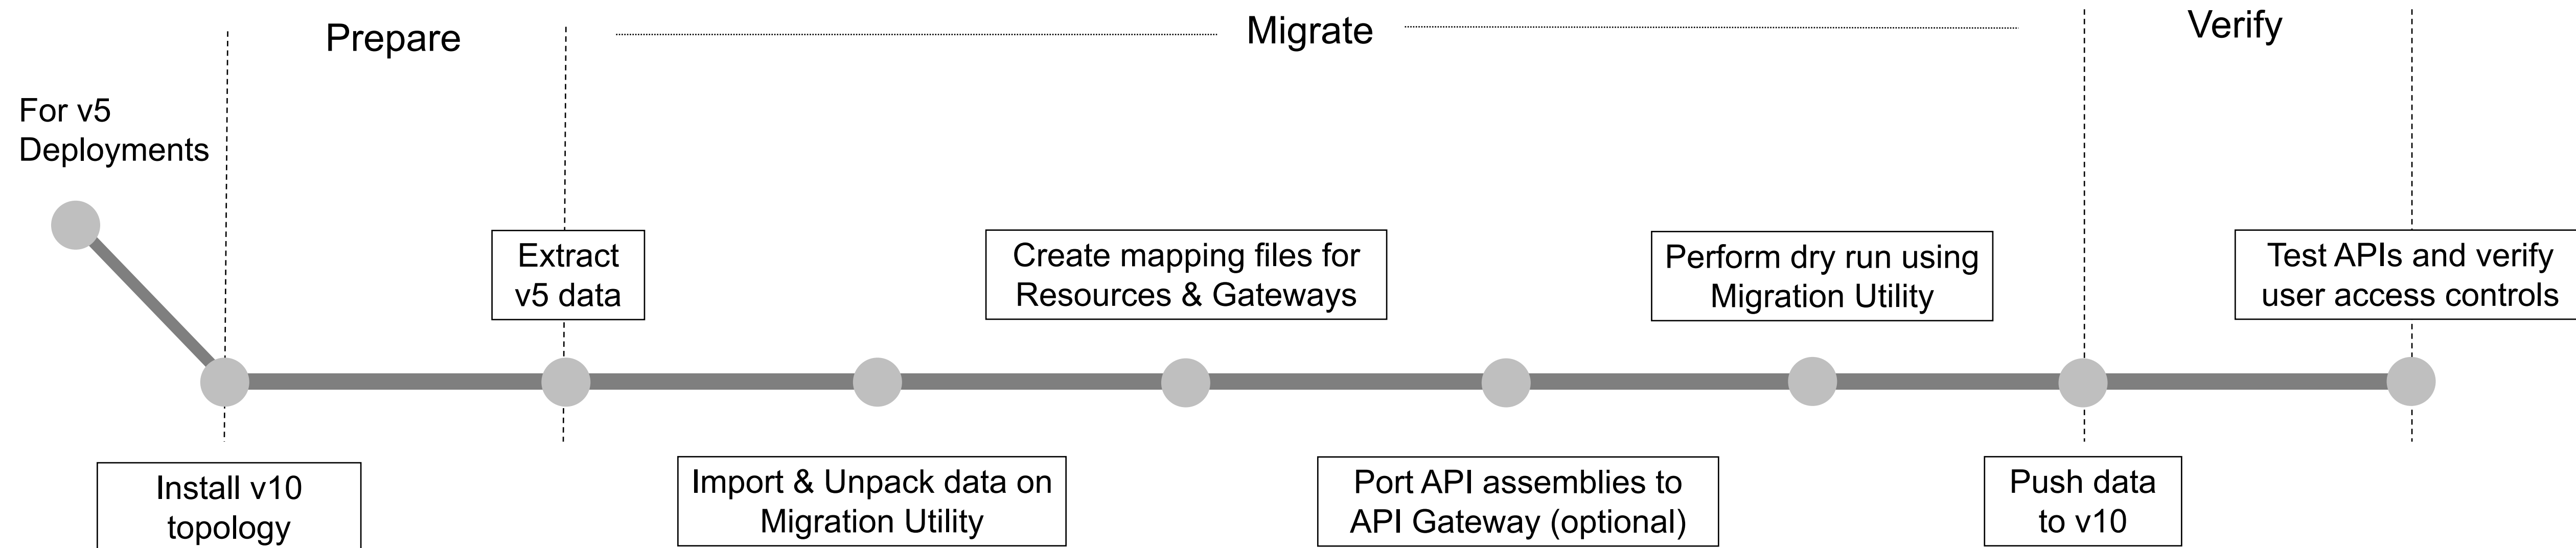 Prepare
Migrate
Verify
For v5
Deployments
Extract
v5 data
Create mapping files for
Resources & Gateways
Perform dry run using
Migration Utility
Test APIs and verify
user access controls
Install v10
topology
Import & Unpack data on
Migration Utility
Port API assemblies to
API Gateway (optional)
Push data
to v10